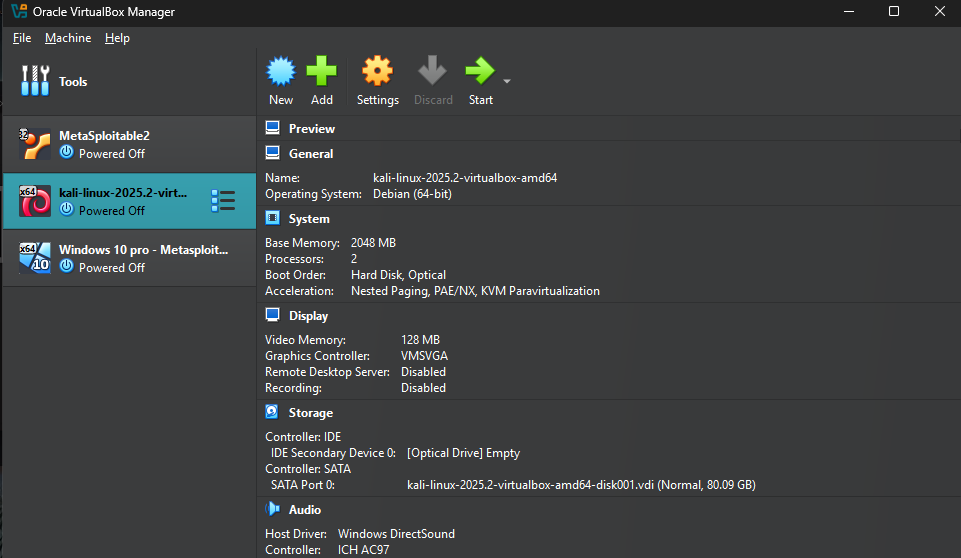 Oracle VirtualBox Manager
File Machine Help
Tools
New Add Settings Discard Start
32
MetaSploitable2
Powered Off
x64
kali-linux-2025.2-virt...
Powered Off
x64
10
Windows 10 pro - Metasploit...
Powered Off
Preview
General
Name: kali-linux-2025.2-virtualbox-amd64
Operating System: Debian (64-bit)
System
Base Memory: 2048 MB
Processors: 2
Boot Order: Hard Disk, Optical
Acceleration: Nested Paging, PAE/NX, KVM Paravirtualization
Display
Video Memory: 128 MB
Graphics Controller: VMSVGA
Remote Desktop Server: Disabled
Recording: Disabled
Storage
Controller: IDE
IDE Secondary Device 0: [Optical Drive] Empty
Controller: SATA
SATA Port 0: kali-linux-2025.2-virtualbox-amd64-disk001.vdi (Normal, 80.09 GB)
Audio
Host Driver: Windows DirectSound
Controller: ICH AC97